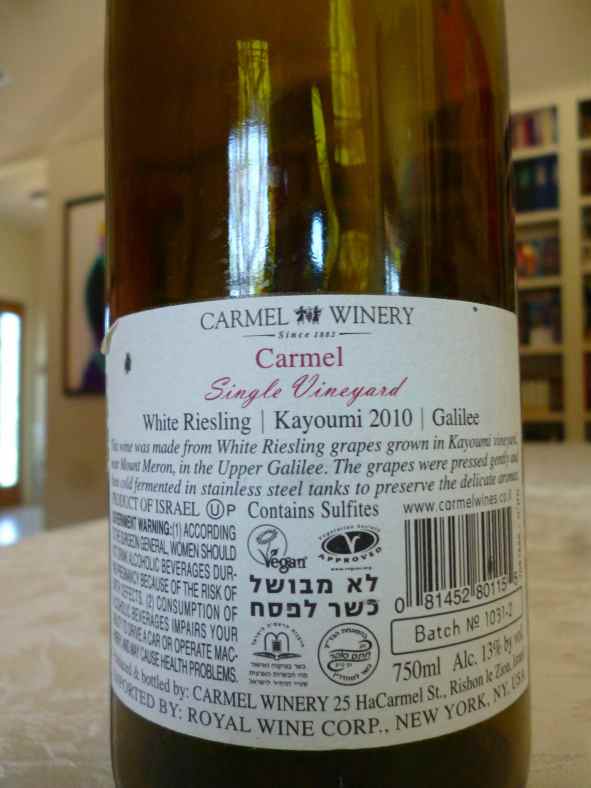 CARMEL WINERY
Since 1882
Carmel
Single Vineyard
White Riesling | Kayoumi 2010 | Galilee
This wine was made from White Riesling grapes grown in Kayoumi vineyard,
near Mount Meron, in the Upper Galilee. The grapes were pressed gently and
then cold fermented in stainless steel tanks to preserve the delicate aromas.
PRODUCT OF ISRAEL Ⓤ P Contains Sulfites
www.carmelwines.co.il
GOVERNMENT WARNING: (1) ACCORDING
TO THE SURGEON GENERAL WOMEN SHOULD
NOT DRINK ALCOHOLIC BEVERAGES DUR-
ING PREGNANCY BECAUSE OF THE RISK OF
BIRTH DEFECTS. (2) CONSUMPTION OF
ALCOHOLIC BEVERAGES IMPAIRS YOUR
ABILITY TO DRIVE A CAR OR OPERATE MAC-
HINERY AND MAY CAUSE HEALTH PROBLEMS.
Vegan
Vegetarian Society
APPROVED
www.vegsoc.org
לא מבושל
כשר לפסח
0 81452 80115
Batch № 1031-2
750ml Alc. 13% by vol.
Produced & bottled by: CARMEL WINERY 25 HaCarmel St., Rishon le Zion, Israel
IMPORTED BY: ROYAL WINE CORP., NEW YORK, NY. USA